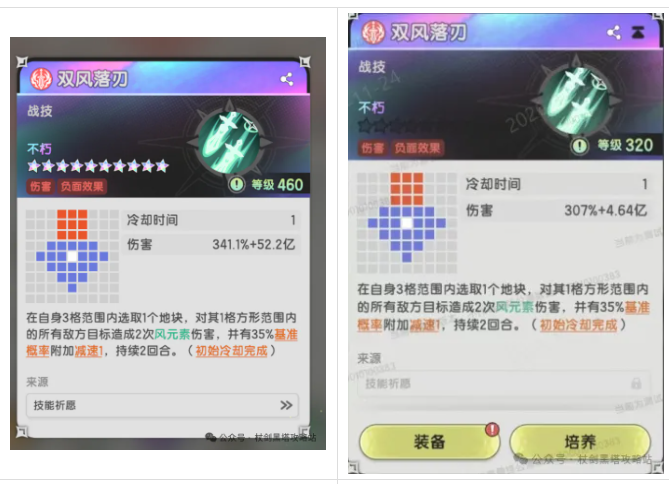 双风落刃
战技
不朽
伤害 负面效果
等级 460
冷却时间 1
伤害 341.1%+52.2亿
在自身3格范围内选取1个地块，对其1格方形范围内
的所有敌方目标造成2次风元素伤害，并有35%基准
概率附加减速1，持续2回合。（初始冷却完成）
来源
技能祈愿
公众号·杖剑黑塔攻略站
双风落刃
战技
不朽
伤害 负面效果
等级 320
冷却时间 1
伤害 307%+4.64亿
在自身3格范围内选取1个地块，对其1格方形范围内
的所有敌方目标造成2次风元素伤害，并有35%基准
概率附加减速1，持续2回合。（初始冷却完成）
来源
技能祈愿
装备
培养
公众号·杖剑黑塔攻略站